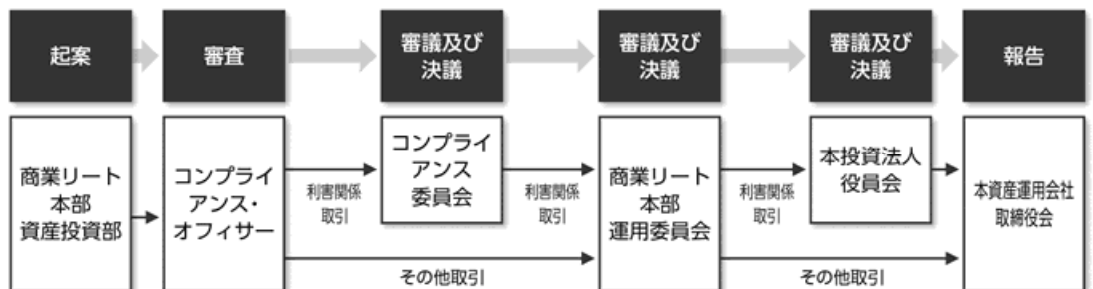 起案
審査
審議及び
決議
審議及び
決議
審議及び
決議
報告
商業リート
本部
資産投資部
コンプライ
アンス・
オフィサー
利害関係
取引
コンプライ
アンス
委員会
利害関係
取引
商業リート
本部
運用委員会
利害関係
取引
本投資法人
役員会
本資産運用会社
取締役会
その他取引
その他取引